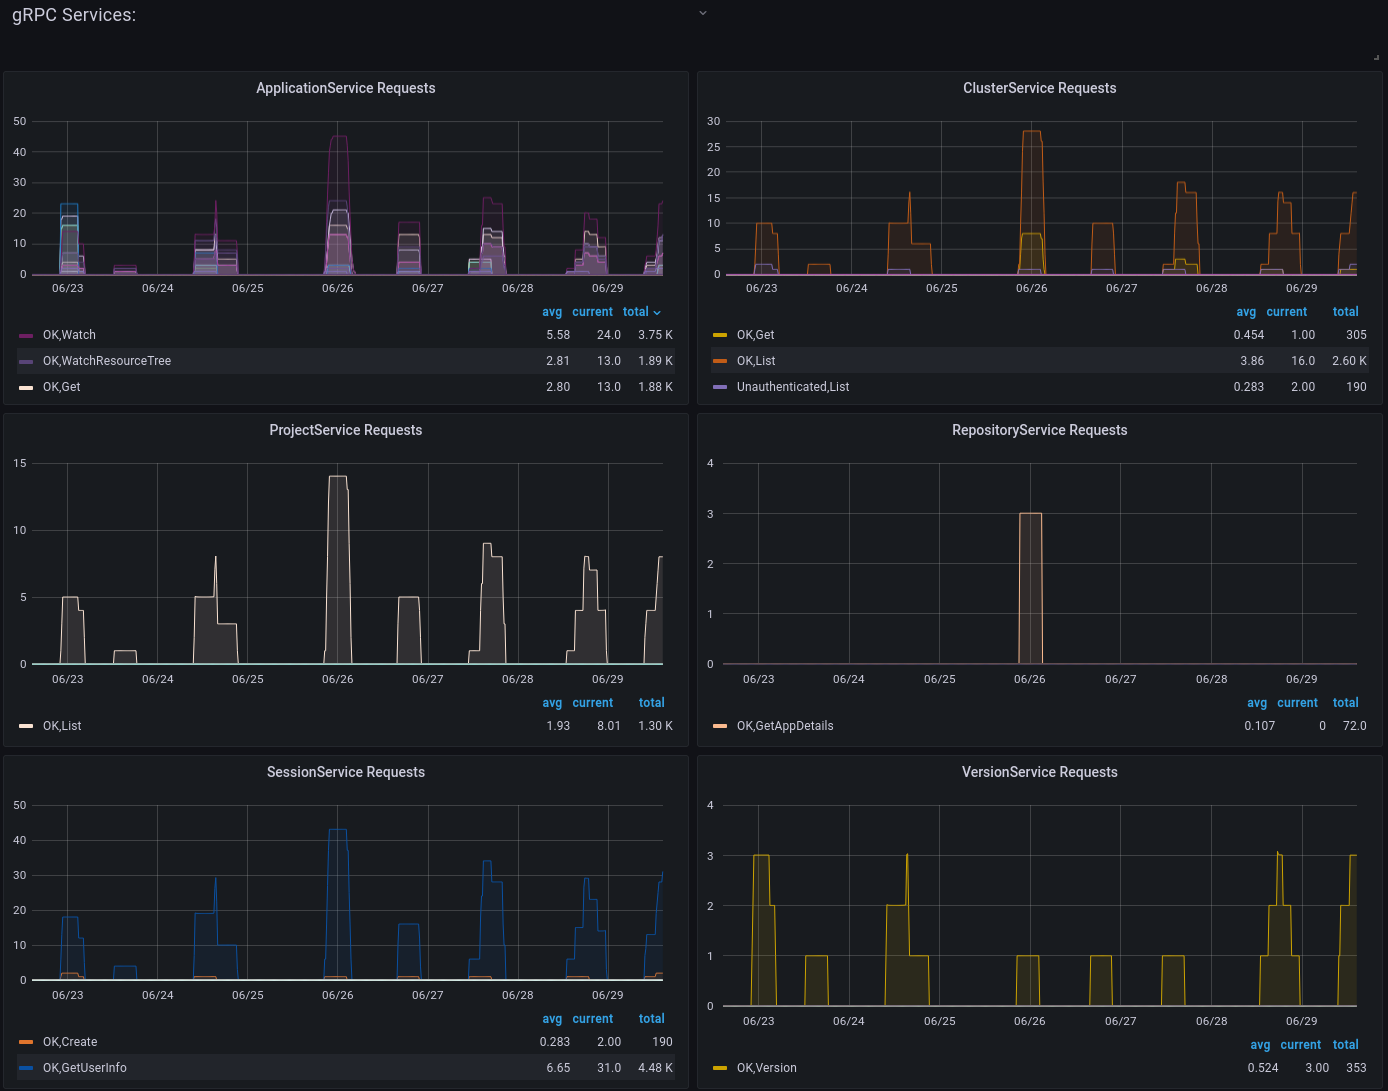 gRPC Services:
ApplicationService Requests
50
40
30
20
10
0
06/23 06/24 06/25 06/26 06/27 06/28 06/29
avg current total
OK,Watch 5.58 24.0 3.75 K
OK,WatchResourceTree 2.81 13.0 1.89 K
OK,Get 2.80 13.0 1.88 K
ClusterService Requests
30
25
20
15
10
5
0
06/23 06/24 06/25 06/26 06/27 06/28 06/29
avg current total
OK,Get 0.454 1.00 305
OK,List 3.86 16.0 2.60 K
Unauthenticated,List 0.283 2.00 190
ProjectService Requests
15
10
5
0
06/23 06/24 06/25 06/26 06/27 06/28 06/29
avg current total
OK,List 1.93 8.01 1.30 K
RepositoryService Requests
4
3
2
1
0
06/23 06/24 06/25 06/26 06/27 06/28 06/29
avg current total
OK,GetAppDetails 0.107 0 72.0
SessionService Requests
50
40
30
20
10
0
06/23 06/24 06/25 06/26 06/27 06/28 06/29
avg current total
OK,Create 0.283 2.00 190
OK,GetUserInfo 6.65 31.0 4.48 K
VersionService Requests
4
3
2
1
0
06/23 06/24 06/25 06/26 06/27 06/28 06/29
avg current total
OK,Version 0.524 3.00 353